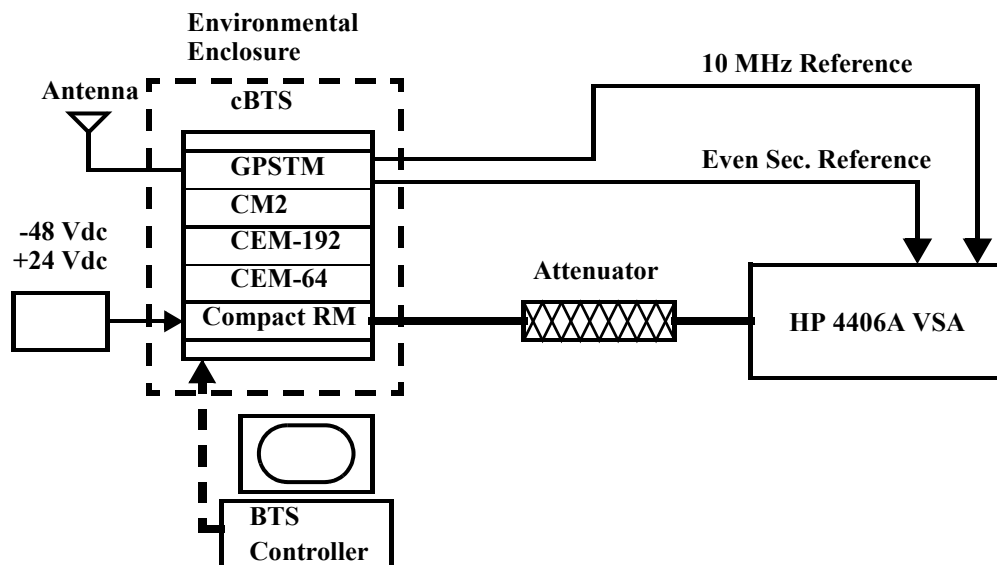 Environmental
Enclosure
10 MHz Reference
Antenna
cBTS
GPSTM
Even Sec. Reference
CM2
-48 Vdc
+24 Vdc
CEM-192
CEM-64
Attenuator
Compact RM
HP 4406A VSA
BTS
Controller